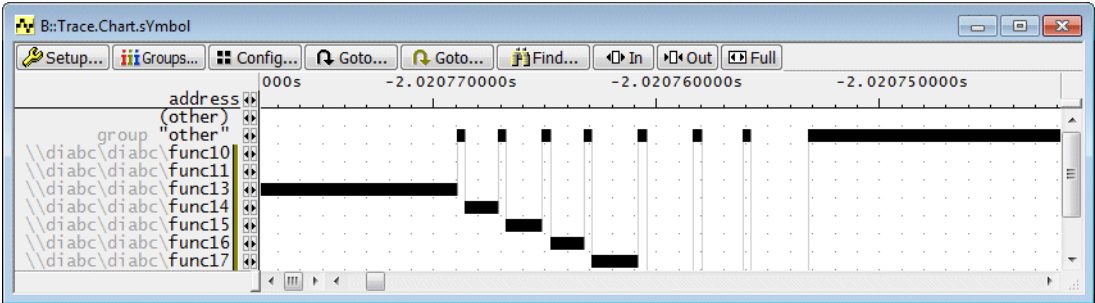 B::Trace.Chart.sYmbol
Setup... Groups... Config... Goto... Goto... Find... In Out Full
000s -2.020770000s -2.020760000s -2.020750000s
address
(other)
group "other"
\\diabc\diabc\func10
\\diabc\diabc\func11
\\diabc\diabc\func13
\\diabc\diabc\func14
\\diabc\diabc\func15
\\diabc\diabc\func16
\\diabc\diabc\func17